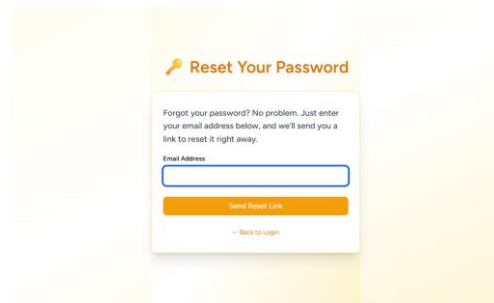 🔑 Reset Your Password
Forgot your password? No problem. Just enter
your email address below, and we'll send you a
link to reset it right away.
Email Address
Send Reset Link
← Back to Login